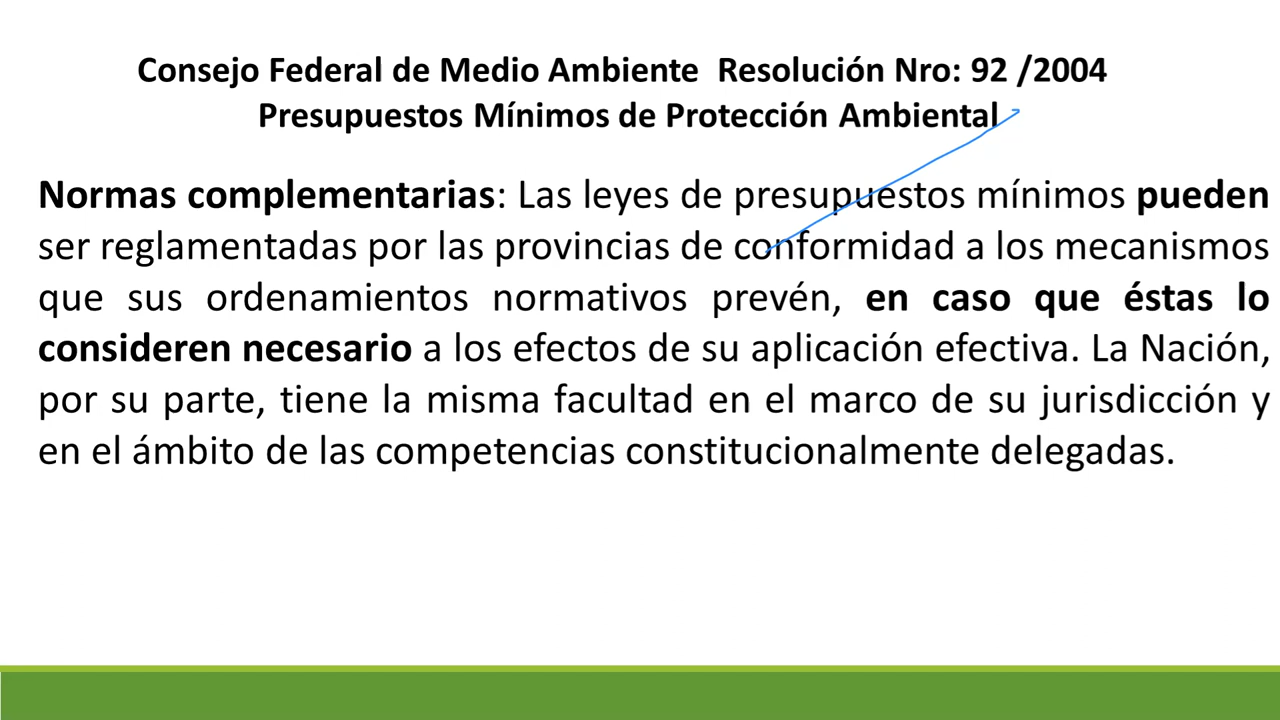 Consejo Federal de Medio Ambiente  Resolución Nro: 92 /2004
Presupuestos Mínimos de Protección Ambiental
Normas complementarias: Las leyes de presupuestos mínimos pueden
ser reglamentadas por las provincias de conformidad a los mecanismos
que sus ordenamientos normativos prevén, en caso que éstas lo
consideren necesario a los efectos de su aplicación efectiva. La Nación,
por su parte, tiene la misma facultad en el marco de su jurisdicción y
en el ámbito de las competencias constitucionalmente delegadas.